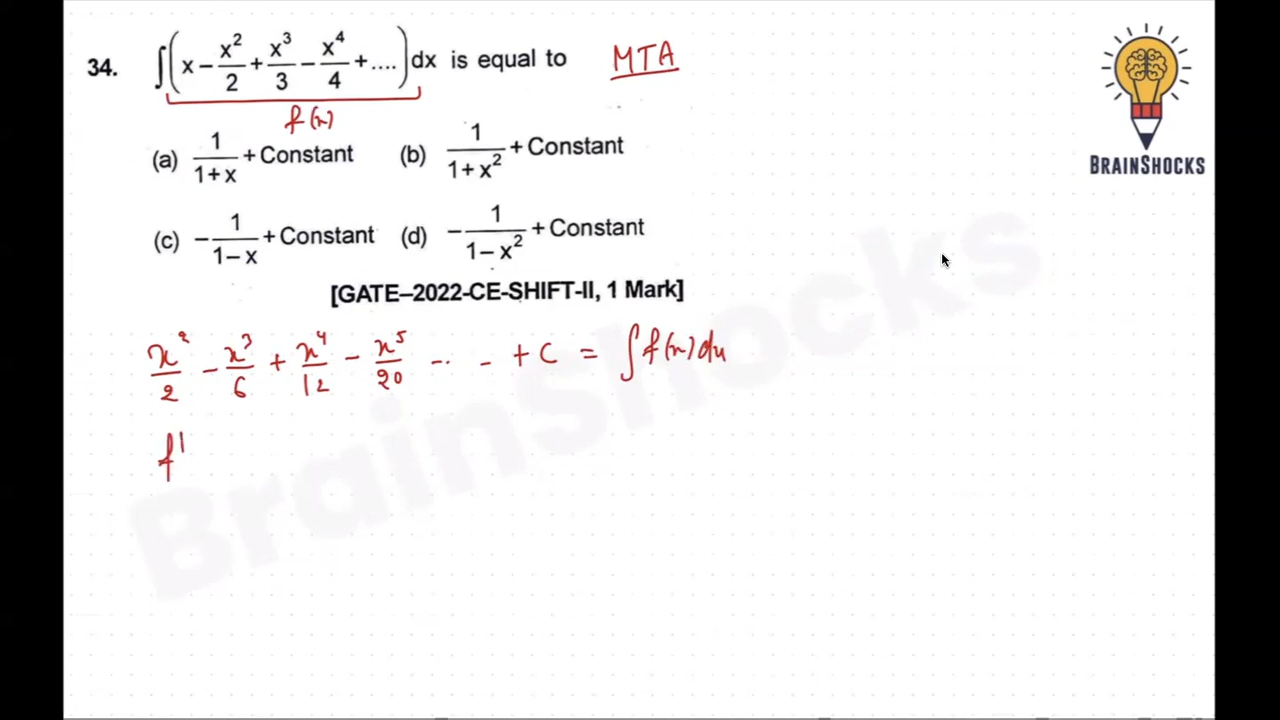 34. ∫(x − x²/2 + x³/3 − x⁴/4 + ....) dx is equal to MTA
f(x)
(a) 1/(1+x) + Constant (b) 1/(1+x²) + Constant
(c) −1/(1−x) + Constant (d) −1/(1−x²) + Constant
[GATE–2022-CE-SHIFT-II, 1 Mark]
x²/2 − x³/6 + x⁴/12 − x⁵/20 ... − + C = ∫f(x)dx
f'
BRAINSHOCKS
BrainShocks